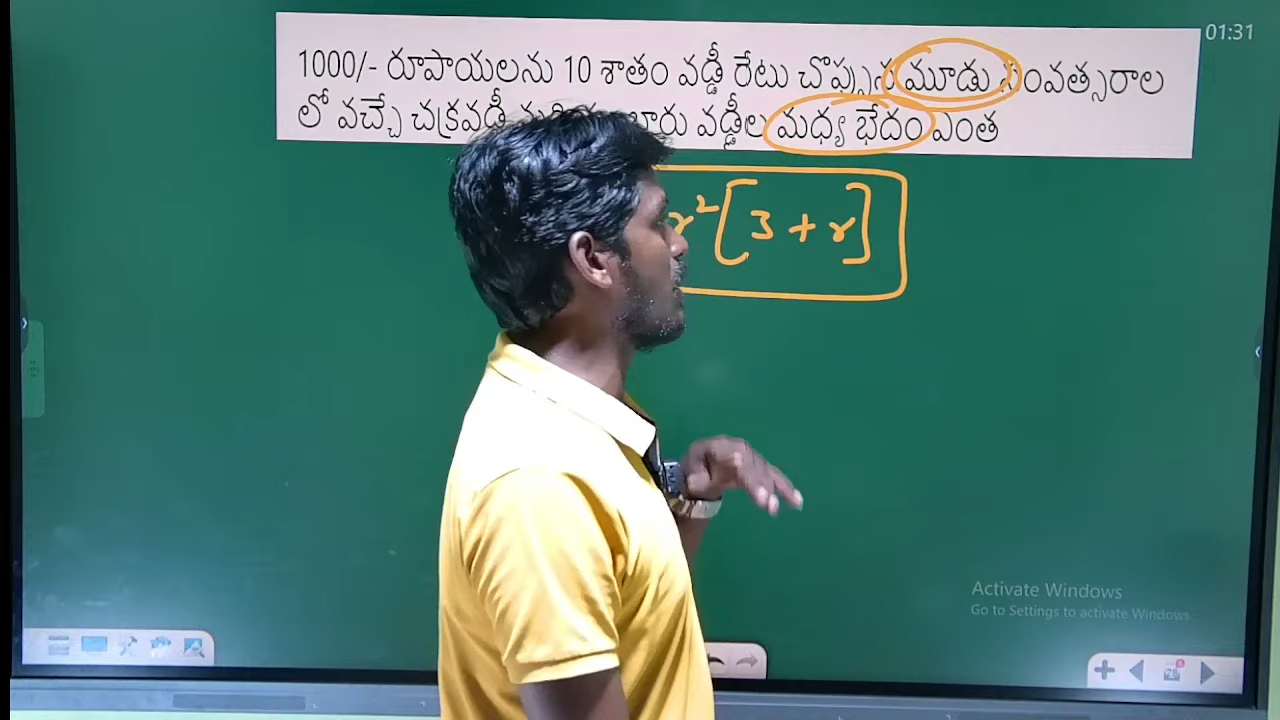 01:31
1000/- రూపాయలను 10 శాతం వడ్డీ రేటు చొప్పున మూడు సంవత్సరాల
లో వచ్చే చక్రవడ్డీ వడ్డీల మధ్య భేదం ఎంత
r²[3 + r]
Activate Windows
Go to Settings to activate Windows